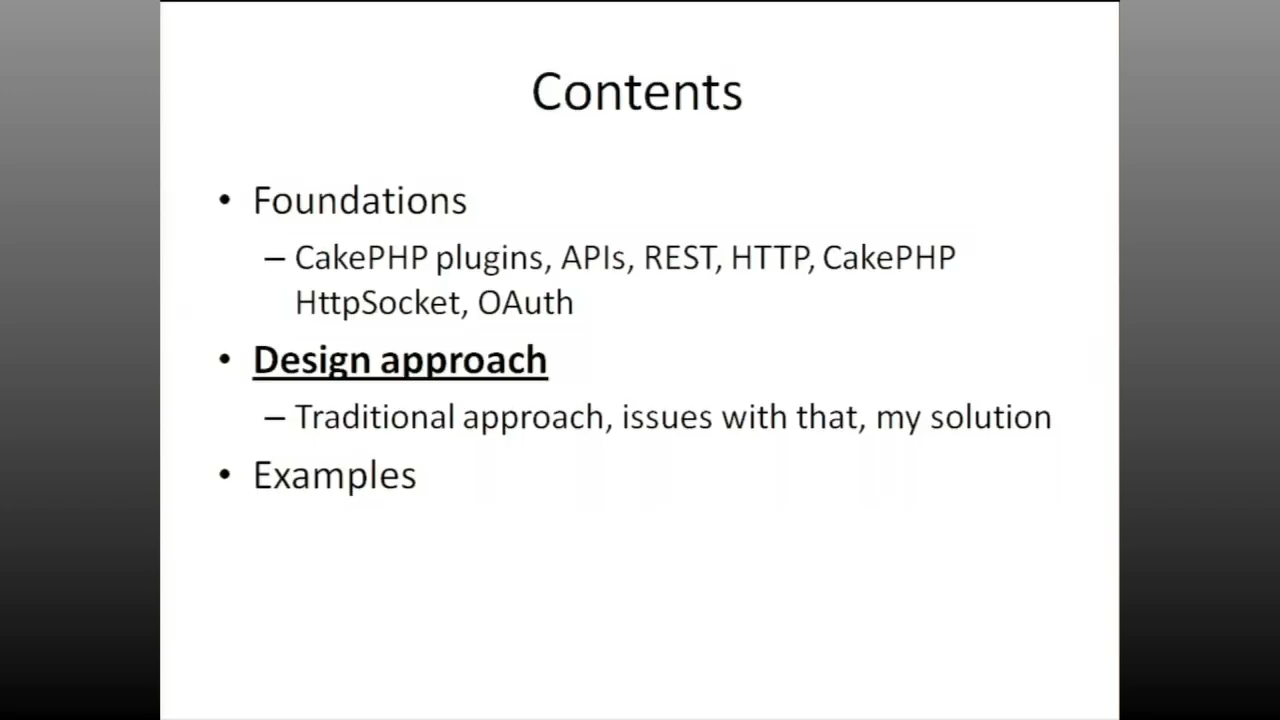 Contents
• Foundations
– CakePHP plugins, APIs, REST, HTTP, CakePHP
HttpSocket, OAuth
• Design approach
– Traditional approach, issues with that, my solution
• Examples